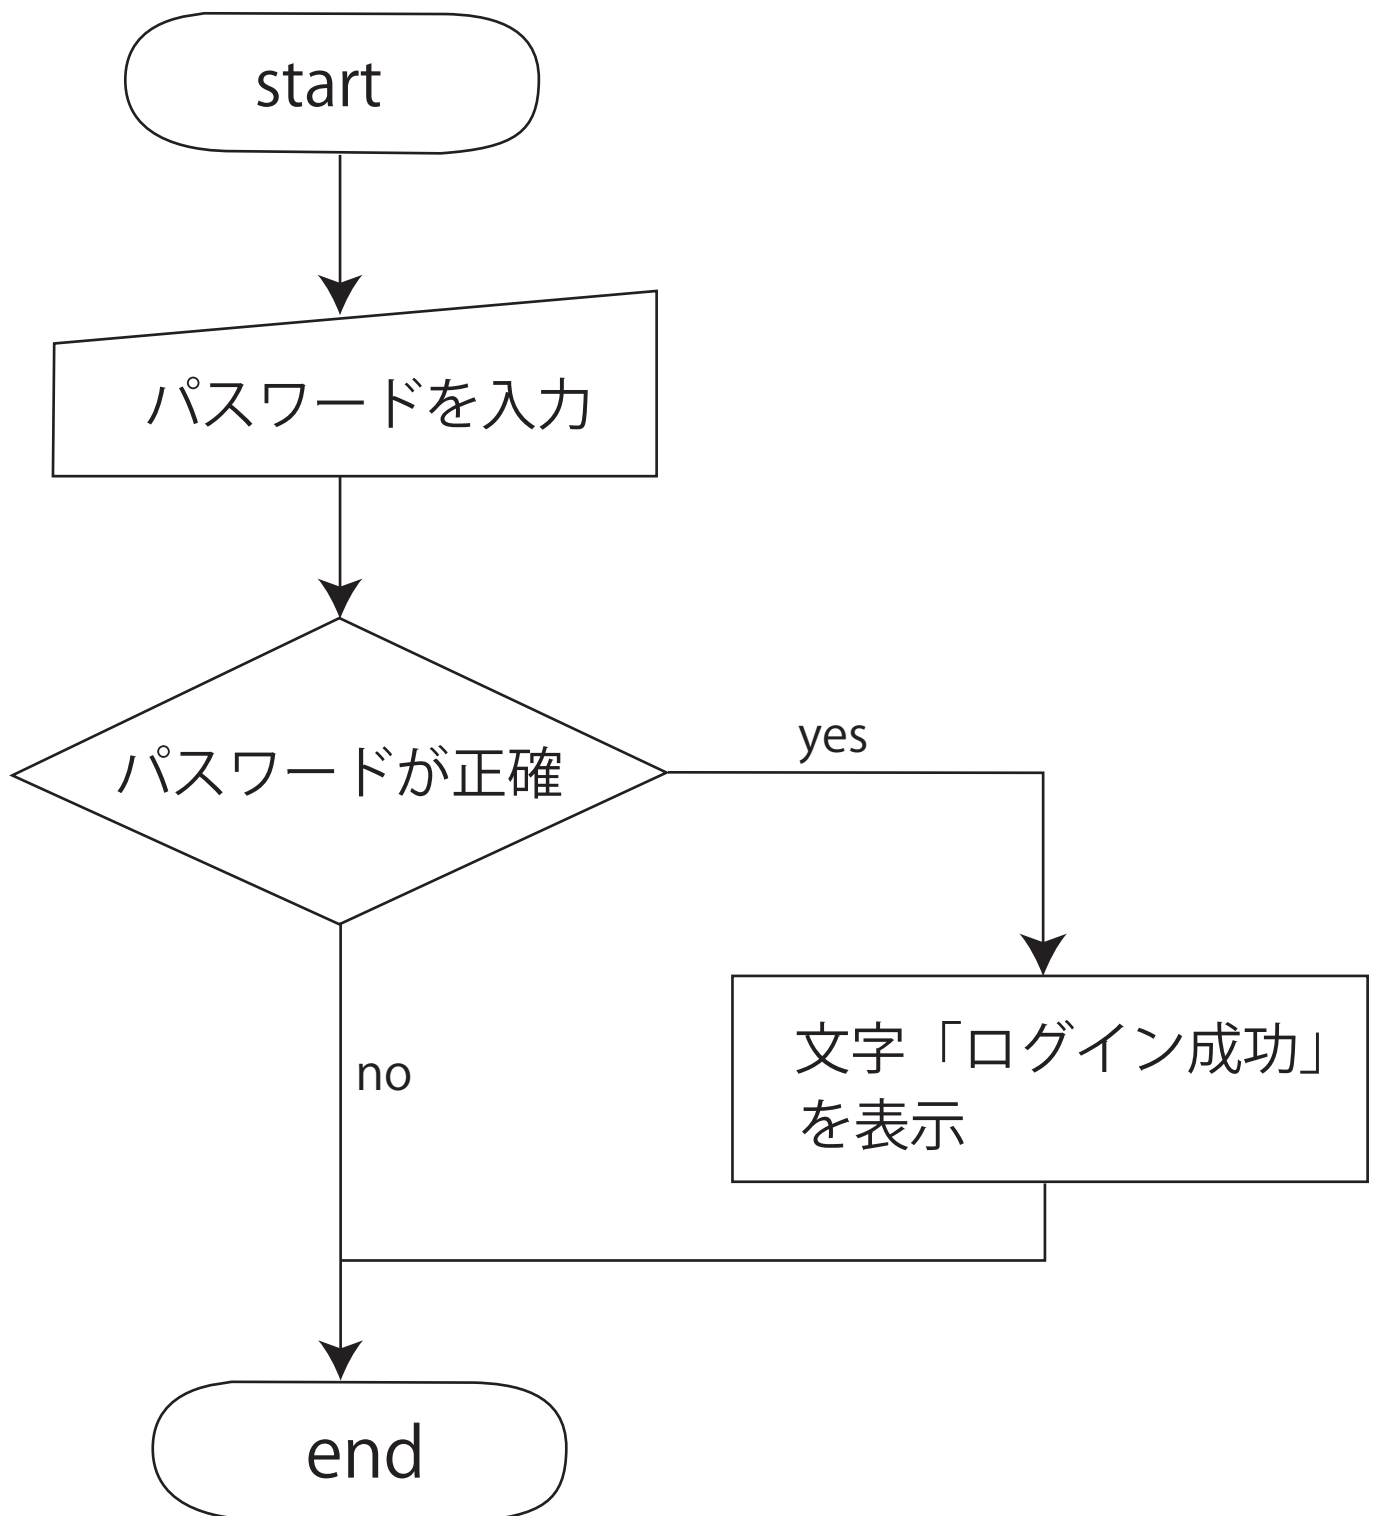 start
パスワードを入力
パスワードが正確
yes
文字「ログイン成功」
を表示
no
end